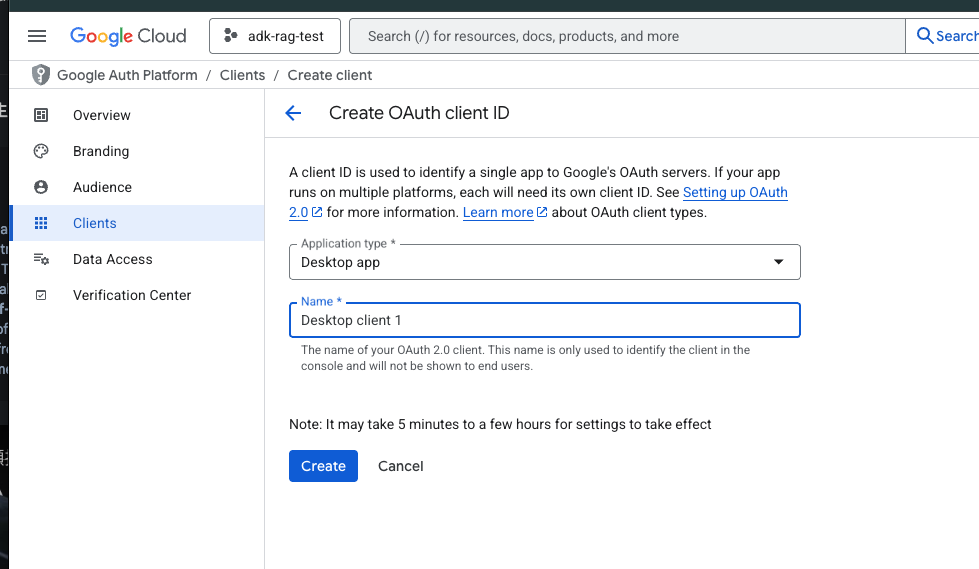 Google Cloud
adk-rag-test
Search (/) for resources, docs, products, and more
Search
Google Auth Platform / Clients / Create client
Overview
Branding
Audience
Clients
Data Access
Verification Center
Create OAuth client ID
A client ID is used to identify a single app to Google's OAuth servers. If your app
runs on multiple platforms, each will need its own client ID. See Setting up OAuth
2.0 for more information. Learn more about OAuth client types.
Application type *
Desktop app
Name *
Desktop client 1
The name of your OAuth 2.0 client. This name is only used to identify the client in the
console and will not be shown to end users.
Note: It may take 5 minutes to a few hours for settings to take effect
Create Cancel